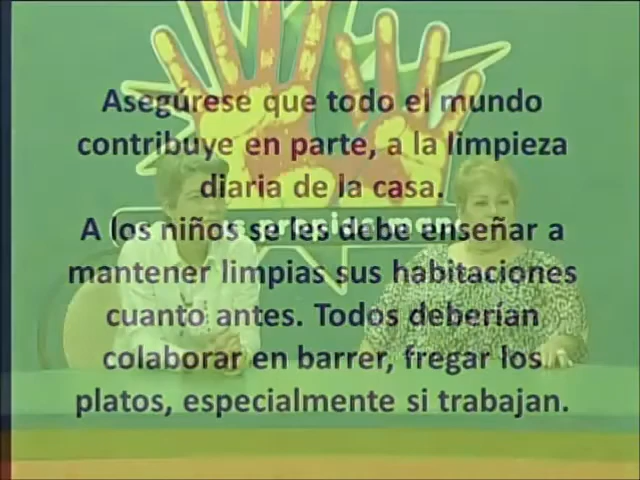 Asegúrese que todo el mundo
contribuye en parte, a la limpieza
diaria de la casa.
A los niños se les debe enseñar a
mantener limpias sus habitaciones
cuanto antes. Todos deberían
colaborar en barrer, fregar los
platos, especialmente si trabajan.